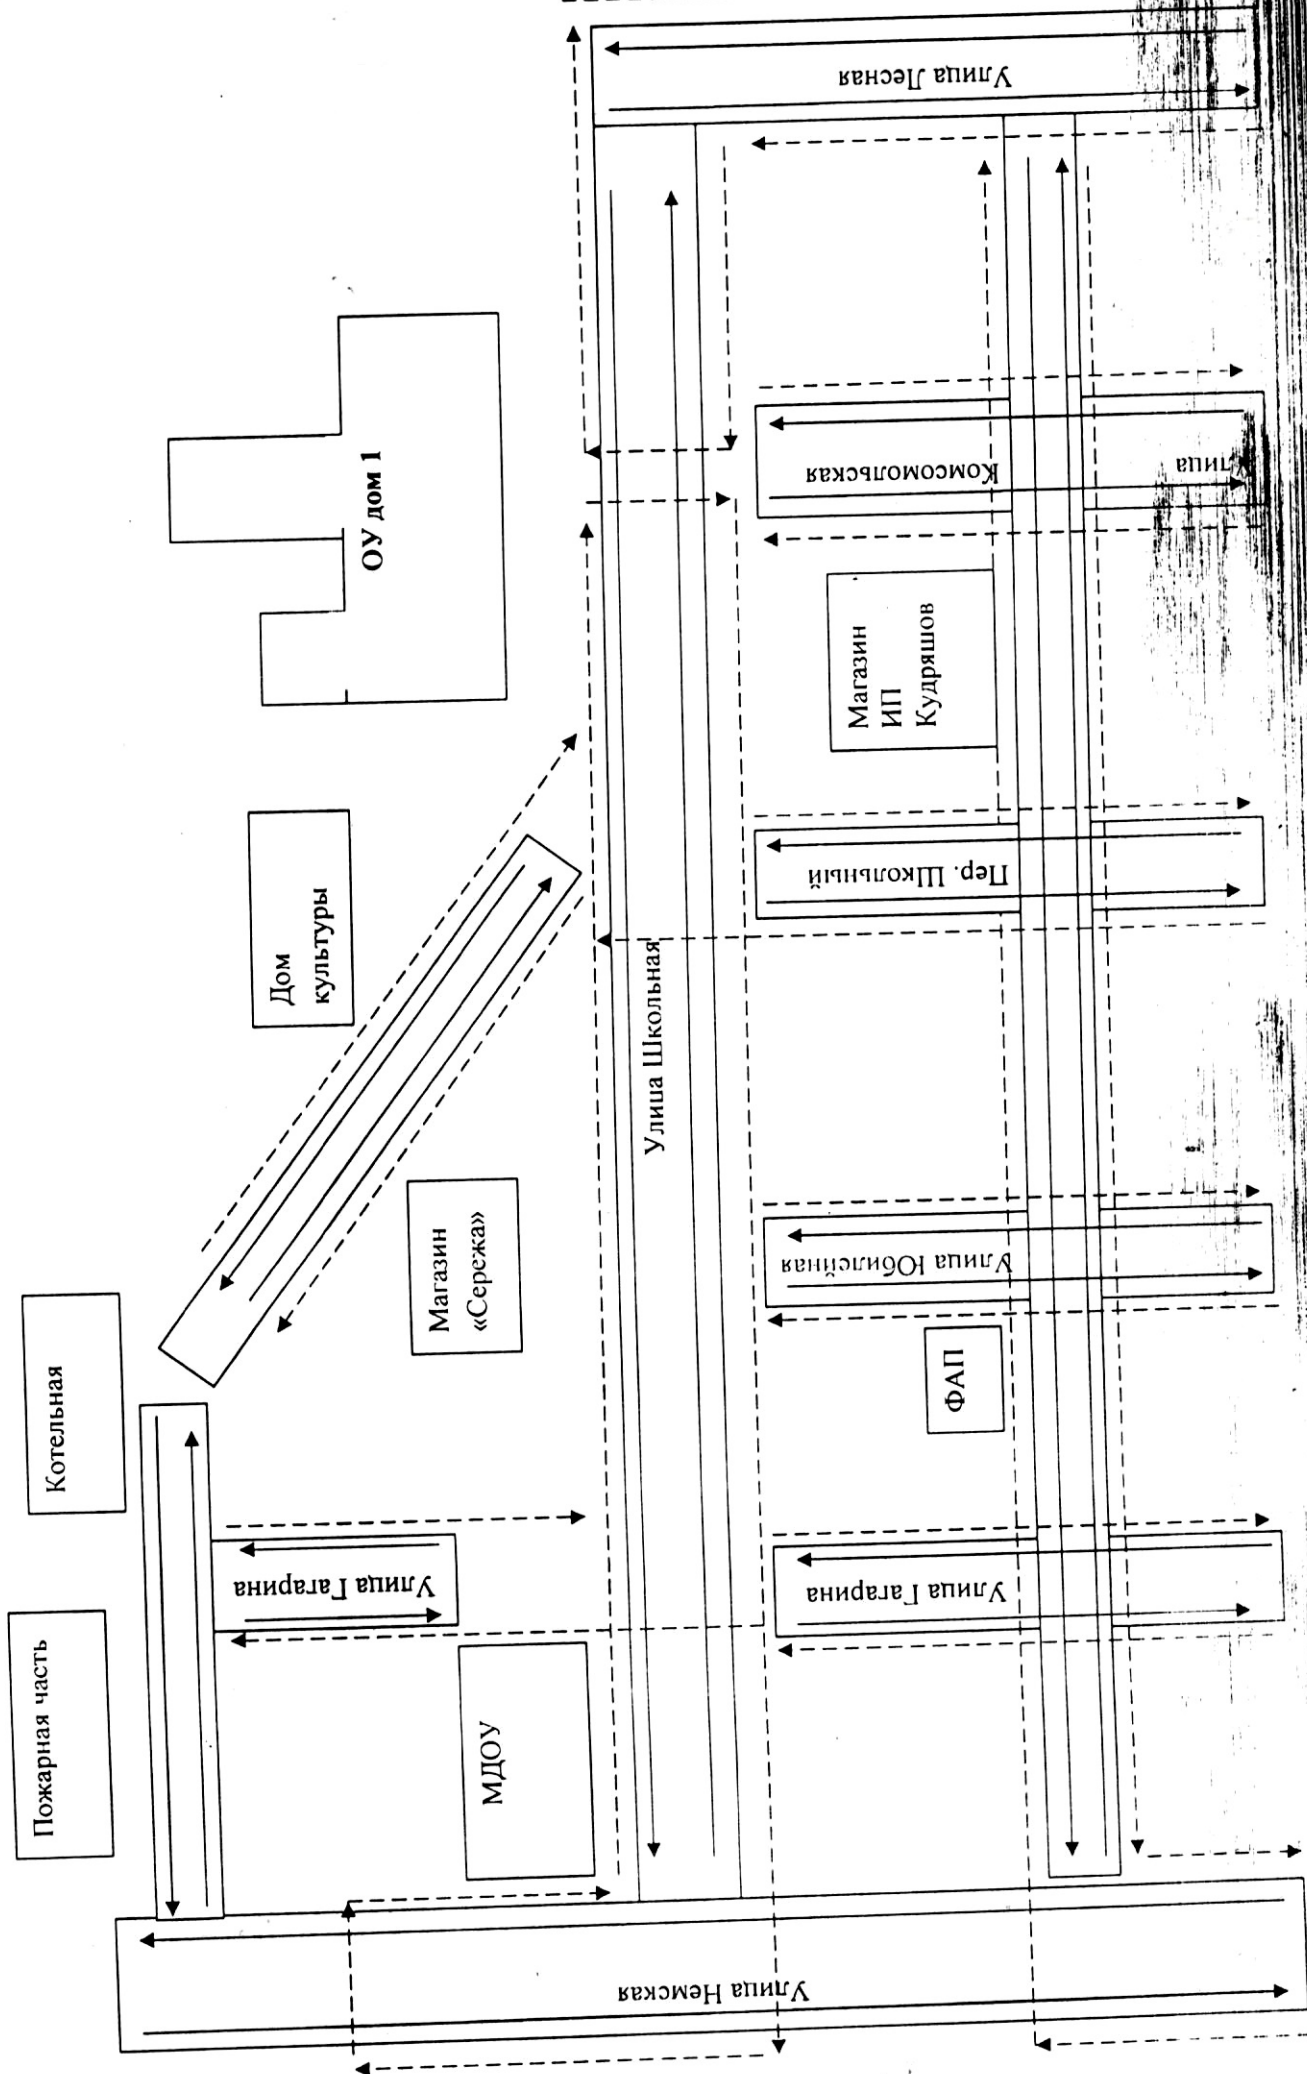 Пожарная часть
Котельная
Дом
культуры
ОУ дом 1
Улица Гагарина
МДОУ
Магазин
«Сережа»
Улица Школьная
Улица Немская
Улица Гагарина
ФАП
Улица Юбилейная
Пер. Школьный
Магазин
ИП
Кудряшов
Улица
Комсомольская
Улица Лесная